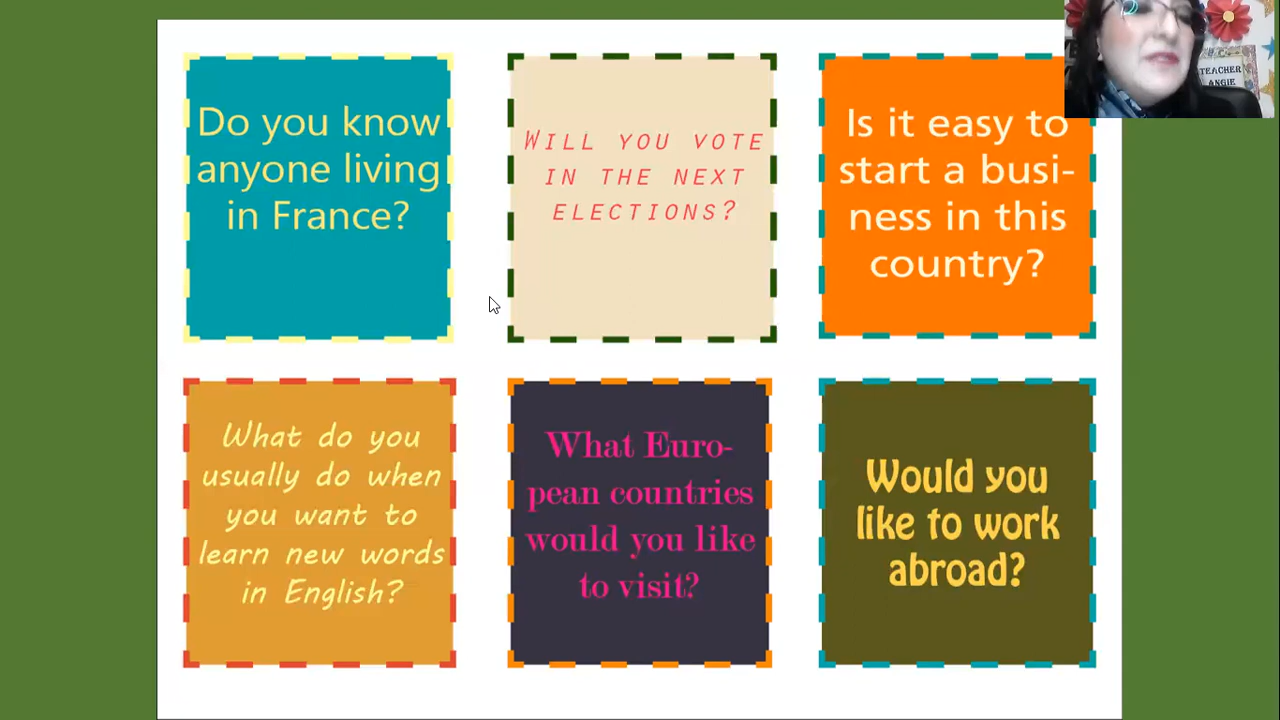 Do you know
anyone living
in France?
WILL YOU VOTE
IN THE NEXT
ELECTIONS?
Is it easy to
start a busi-
ness in this
country?
TEACHER
ANGIE
What do you
usually do when
you want to
learn new words
in English?
What Euro-
pean countries
would you like
to visit?
Would you
like to work
abroad?